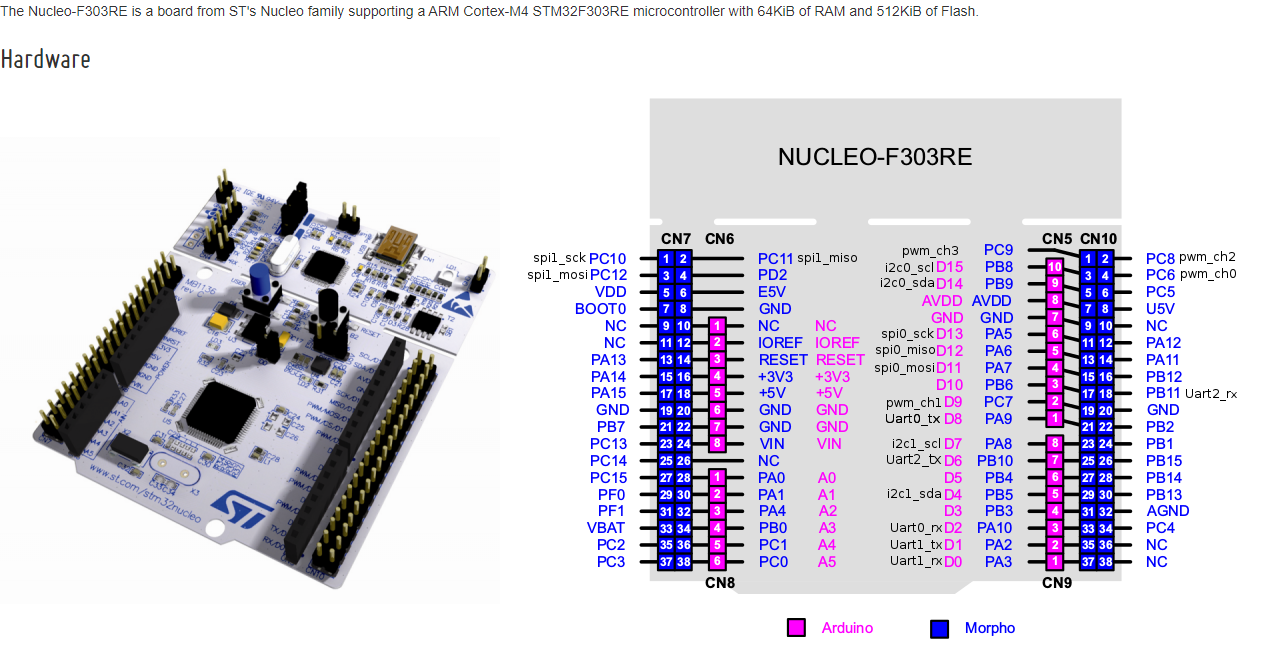 The Nucleo-F303RE is a board from ST's Nucleo family supporting a ARM Cortex-M4 STM32F303RE microcontroller with 64KiB of RAM and 512KiB of Flash.
Hardware
NUCLEO-F303RE
CN7 CN6 CN5 CN10
pwm_ch3 PC9
spi1_sck PC10 1 2 PC11 spi1_miso i2c0_scl D15 PB8 10 1 2 PC8 pwm_ch2
spi1_mosi PC12 3 4 PD2 i2c0_sda D14 PB9 9 3 4 PC6 pwm_ch0
VDD 5 6 E5V AVDD AVDD 8 5 6 PC5
BOOT0 7 8 GND GND GND 7 7 8 U5V
NC 9 10 1 NC NC spi0_sck D13 PA5 6 9 10 NC
NC 11 12 2 IOREF IOREF spi0_miso D12 PA6 5 11 12 PA12
PA13 13 14 3 RESET RESET spi0_mosi D11 PA7 4 13 14 PA11
PA14 15 16 4 +3V3 +3V3 D10 PB6 3 15 16 PB12
PA15 17 18 5 +5V +5V pwm_ch1 D9 PC7 2 17 18 PB11 Uart2_rx
GND 19 20 6 GND GND Uart0_tx D8 PA9 1 19 20 GND
PB7 21 22 7 GND GND 21 22 PB2
PC13 23 24 8 VIN VIN i2c1_scl D7 PA8 8 23 24 PB1
PC14 25 26 NC Uart2_tx D6 PB10 7 25 26 PB15
PC15 27 28 1 PA0 A0 D5 PB4 6 27 28 PB14
PF0 29 30 2 PA1 A1 i2c1_sda D4 PB5 5 29 30 PB13
PF1 31 32 3 PA4 A2 D3 PB3 4 31 32 AGND
VBAT 33 34 4 PB0 A3 Uart0_rx D2 PA10 3 33 34 PC4
PC2 35 36 5 PC1 A4 Uart1_tx D1 PA2 2 35 36 NC
PC3 37 38 6 PC0 A5 Uart1_rx D0 PA3 1 37 38 NC
CN8 CN9
Arduino Morpho
www.st.com/stm32nucleo
ST